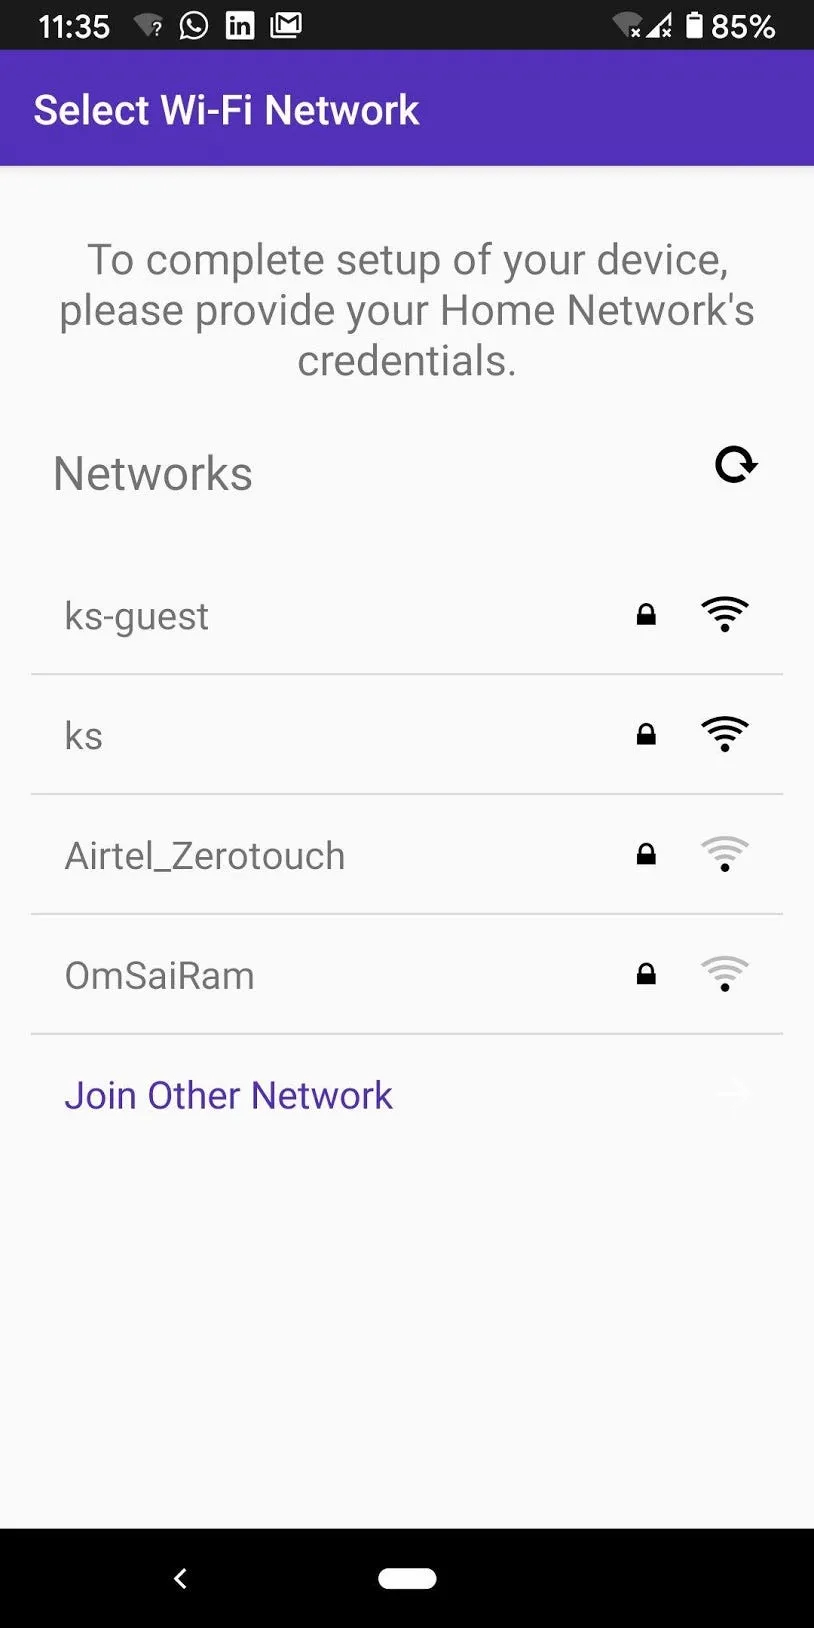 11:35
85%
Select Wi-Fi Network
To complete setup of your device,
please provide your Home Network's
credentials.
Networks
ks-guest
ks
Airtel_Zerotouch
OmSaiRam
Join Other Network